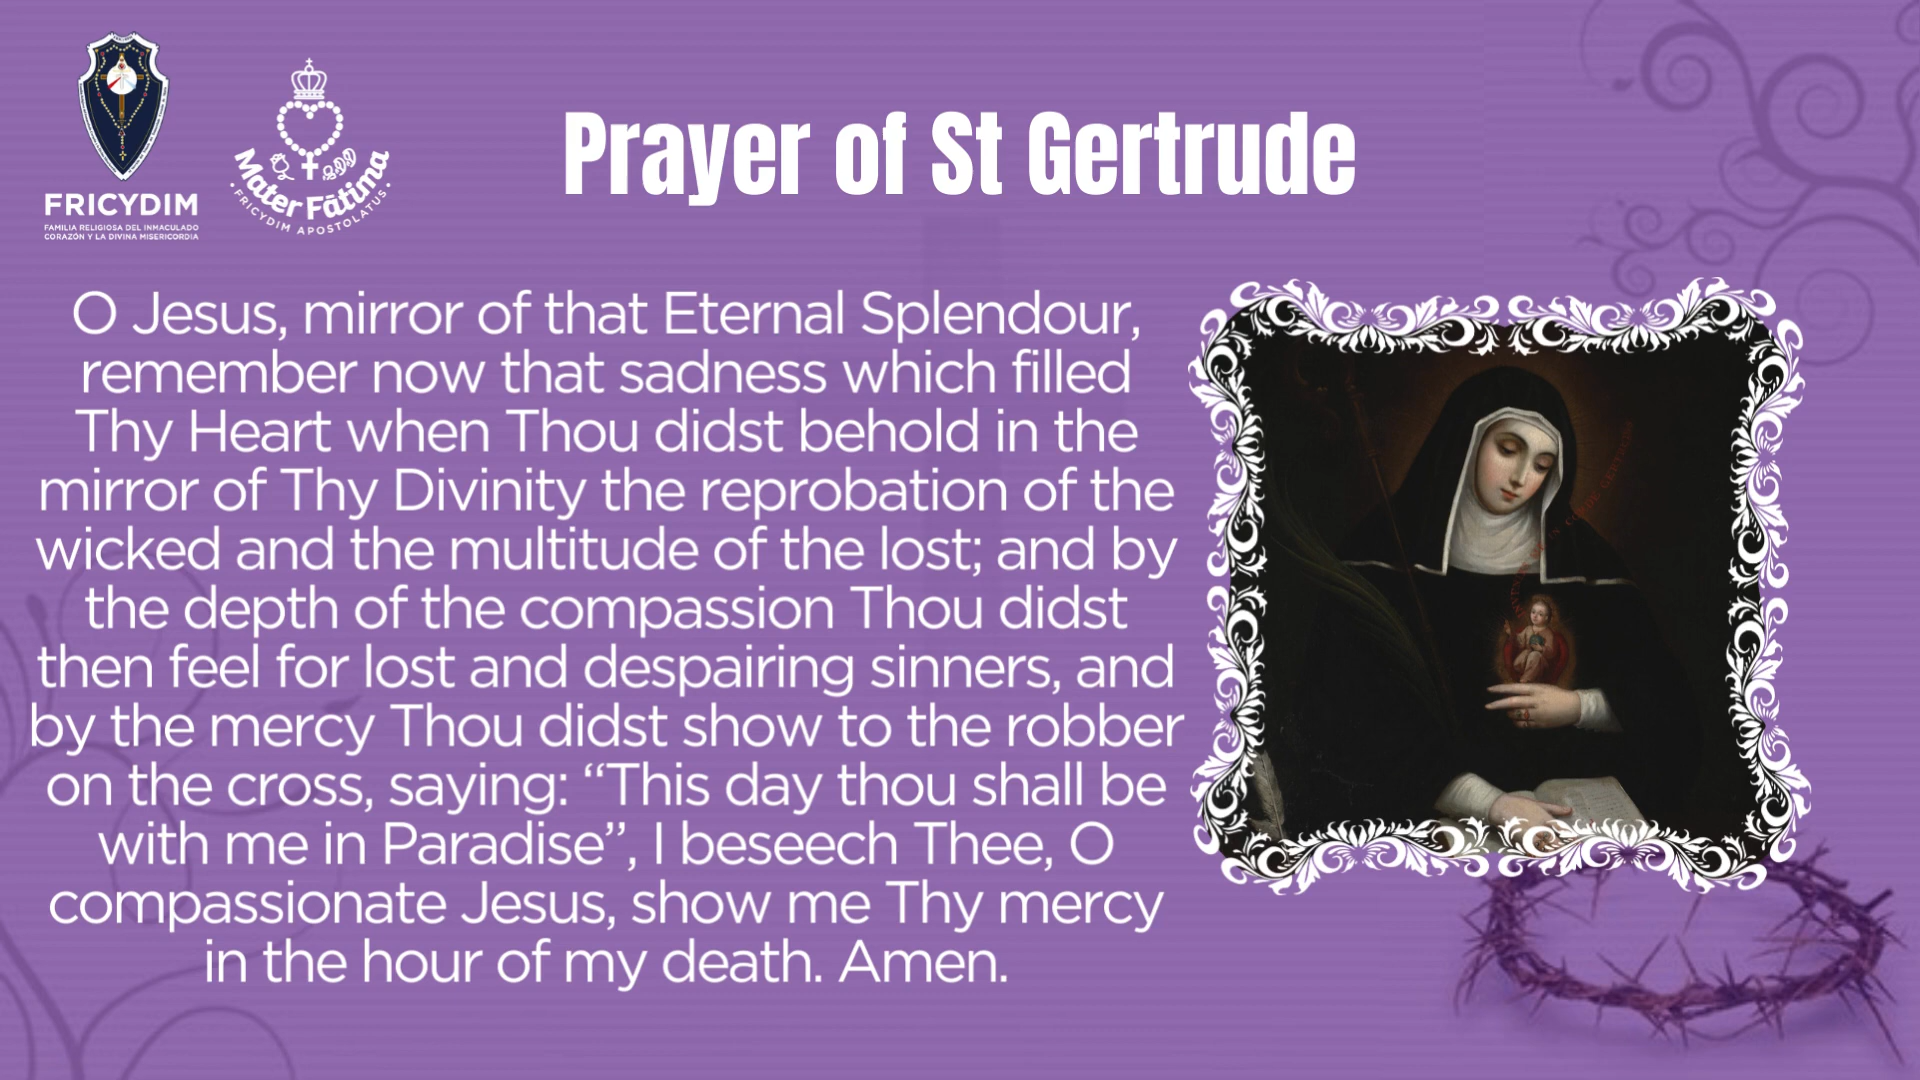 FRICYDIM
FAMILIA RELIGIOSA DEL INMACULADO
CORAZÓN Y LA DIVINA MISERICORDIA
Mater Fátima
• FRICYDIM APOSTOLATUS •
Prayer of St Gertrude
O Jesus, mirror of that Eternal Splendour,
remember now that sadness which filled
Thy Heart when Thou didst behold in the
mirror of Thy Divinity the reprobation of the
wicked and the multitude of the lost; and by
the depth of the compassion Thou didst
then feel for lost and despairing sinners, and
by the mercy Thou didst show to the robber
on the cross, saying: “This day thou shall be
with me in Paradise”, I beseech Thee, O
compassionate Jesus, show me Thy mercy
in the hour of my death. Amen.